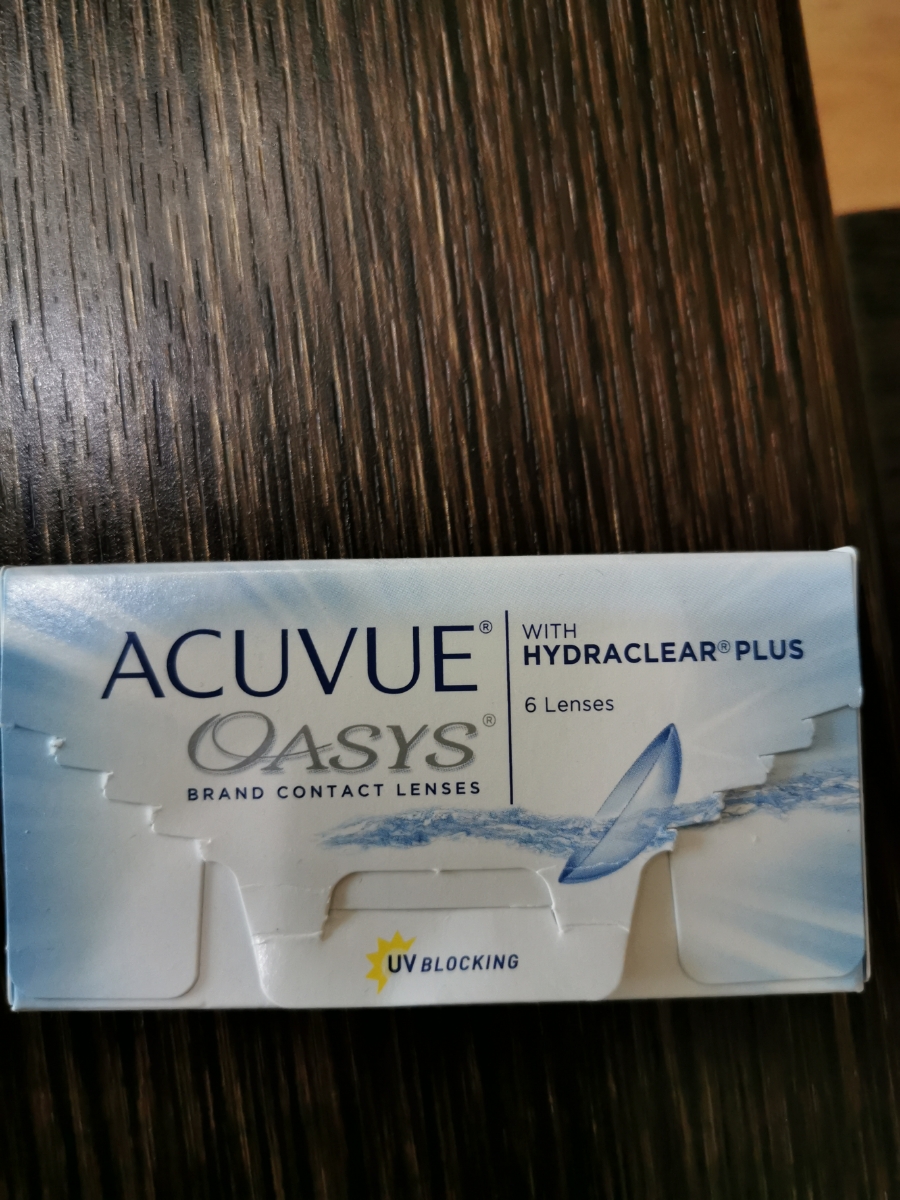 ACUVUE®
OASYS®
BRAND CONTACT LENSES
WITH
HYDRACLEAR® PLUS
6 Lenses
UV BLOCKING